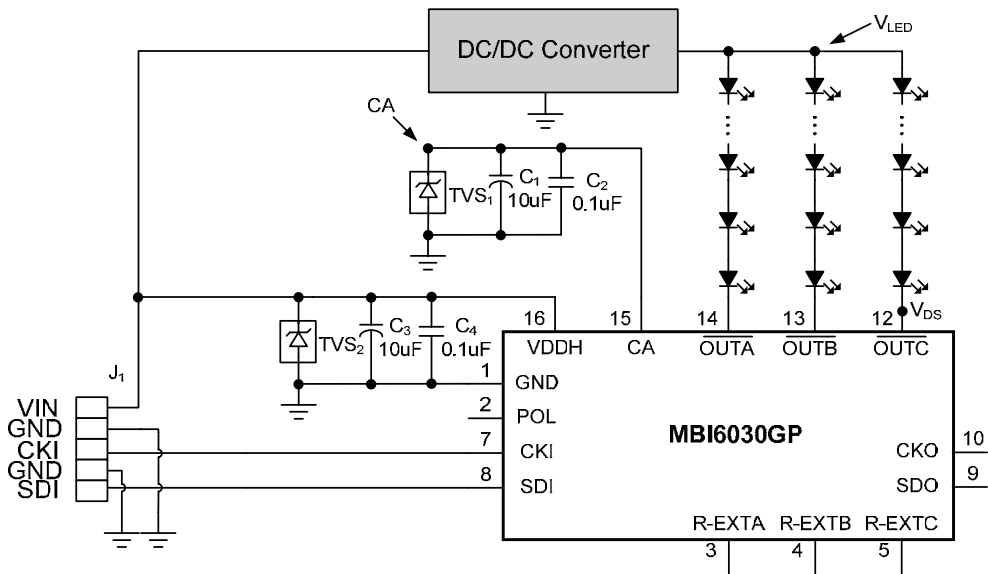 V_LED
DC/DC Converter
CA
TVS₁
C₁
10uF
C₂
0.1uF
TVS₂
C₃
10uF
C₄
0.1uF
16
15
14
13
12
V_DS
VDDH
CA
OUTA
OUTB
OUTC
J₁
1
GND
2
POL
VIN
GND
CKI
GND
SDI
7
CKI
8
SDI
MBI6030GP
CKO
10
SDO
9
R-EXTA
R-EXTB
R-EXTC
3
4
5